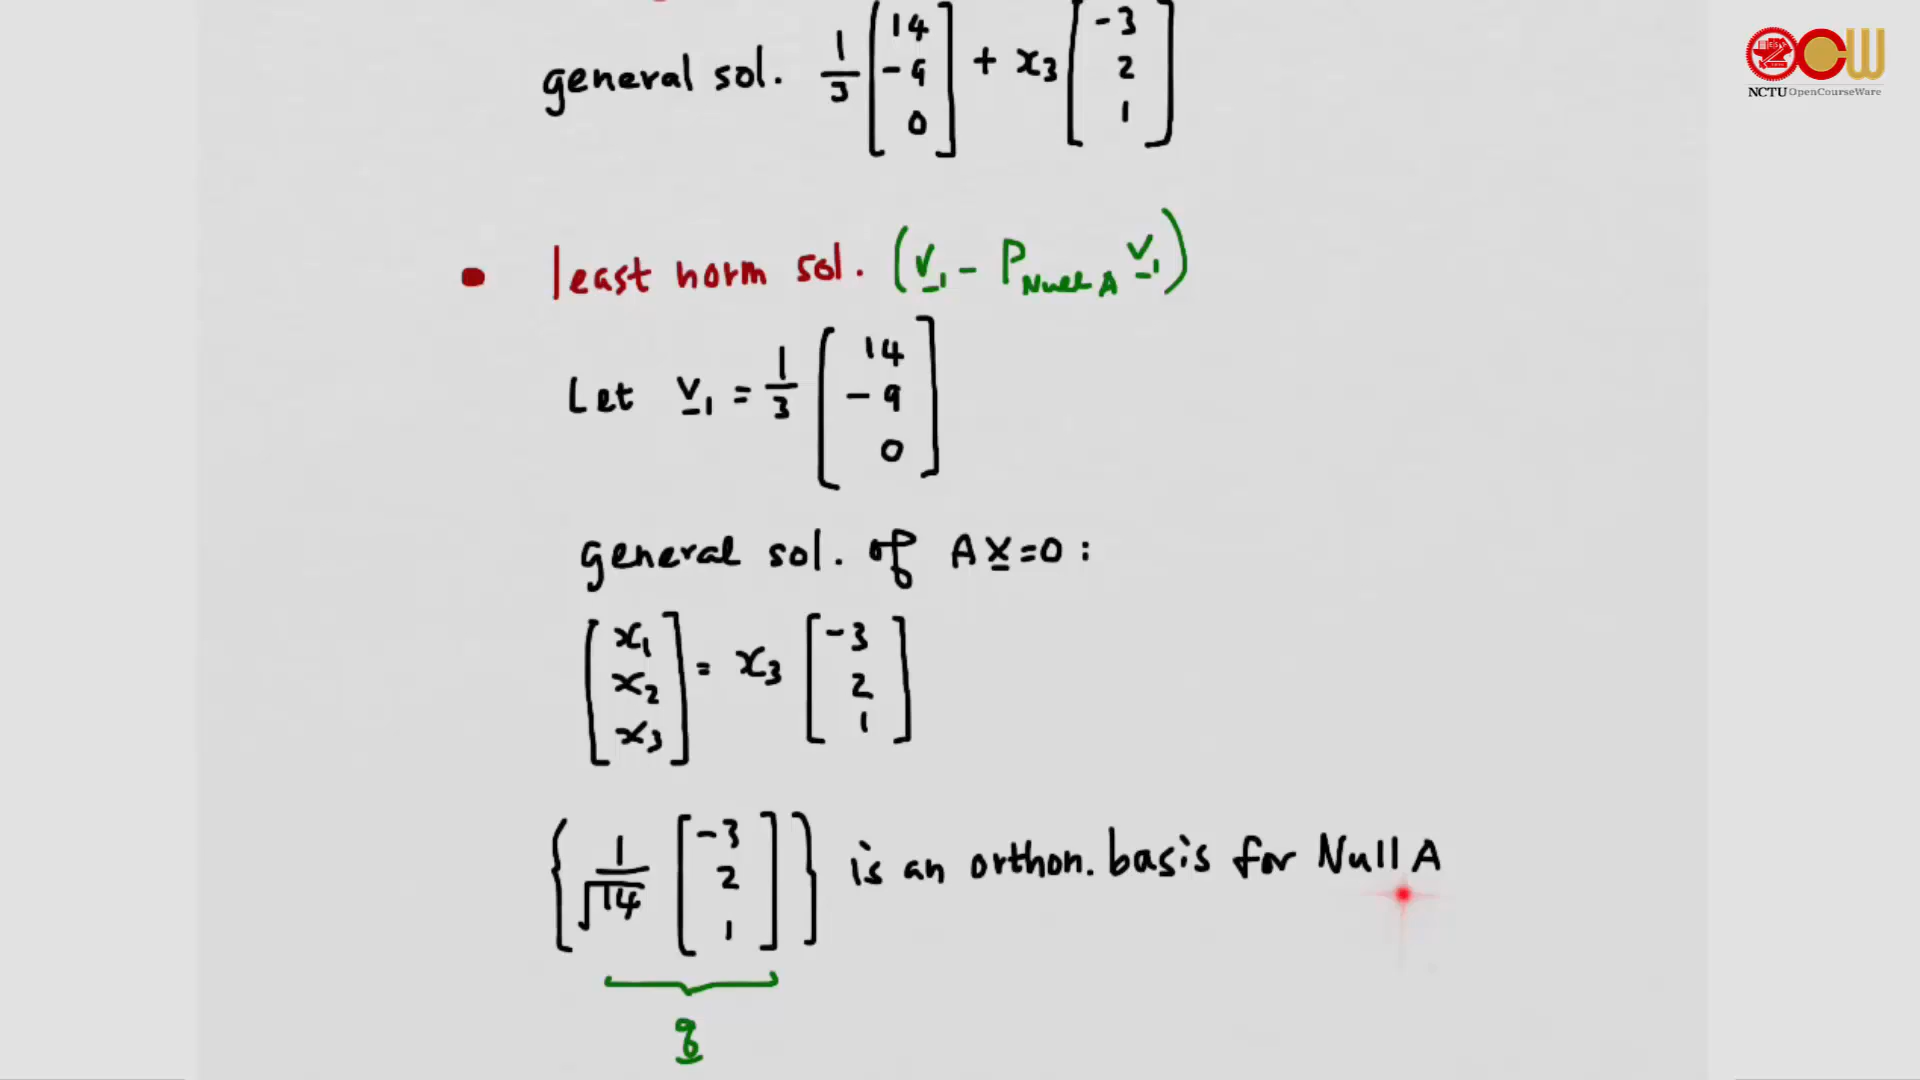 general sol. 1/3 [14 -9 0] + x₃ [-3 2 1]
NCTU OpenCourseWare
• least norm sol. (v₁ - P_Null A v₁)
Let v₁ = 1/3 [14 -9 0]
general sol. of Ax=0 :
[x₁ x₂ x₃] = x₃ [-3 2 1]
{ 1/√14 [-3 2 1] } is an orthon. basis for Null A
q